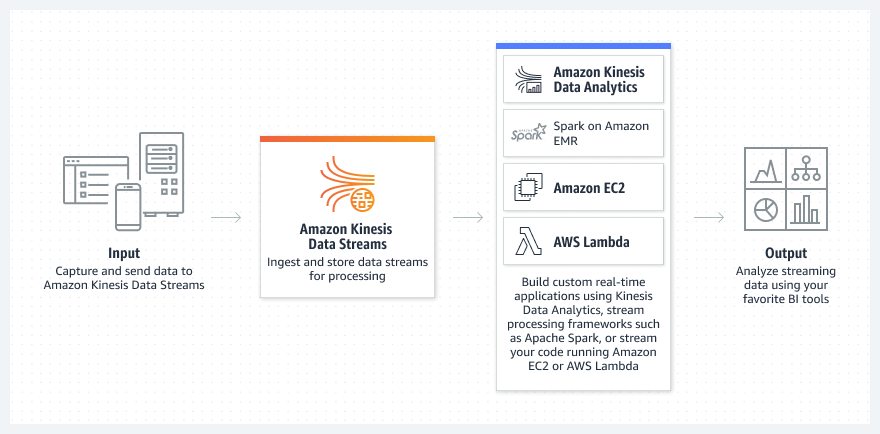 Input
Capture and send data to
Amazon Kinesis Data Streams
Amazon Kinesis
Data Streams
Ingest and store data streams
for processing
Amazon Kinesis
Data Analytics
APACHE
Spark
Spark on Amazon
EMR
Amazon EC2
AWS Lambda
Build custom real-time
applications using Kinesis
Data Analytics, stream
processing frameworks such
as Apache Spark, or stream
your code running Amazon
EC2 or AWS Lambda
Output
Analyze streaming
data using your
favorite BI tools